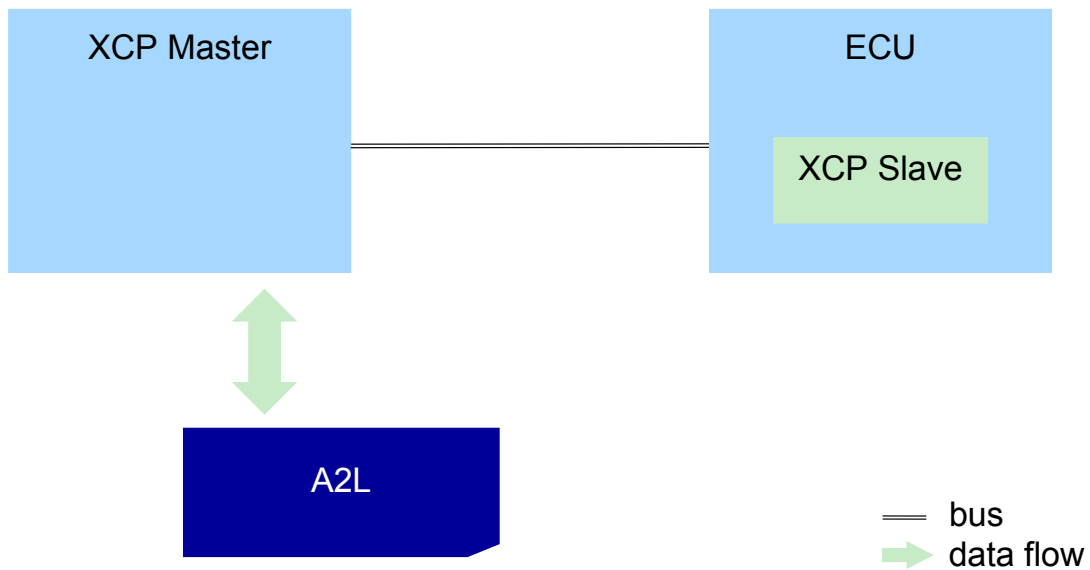 XCP Master
ECU
XCP Slave
A2L
bus
data flow